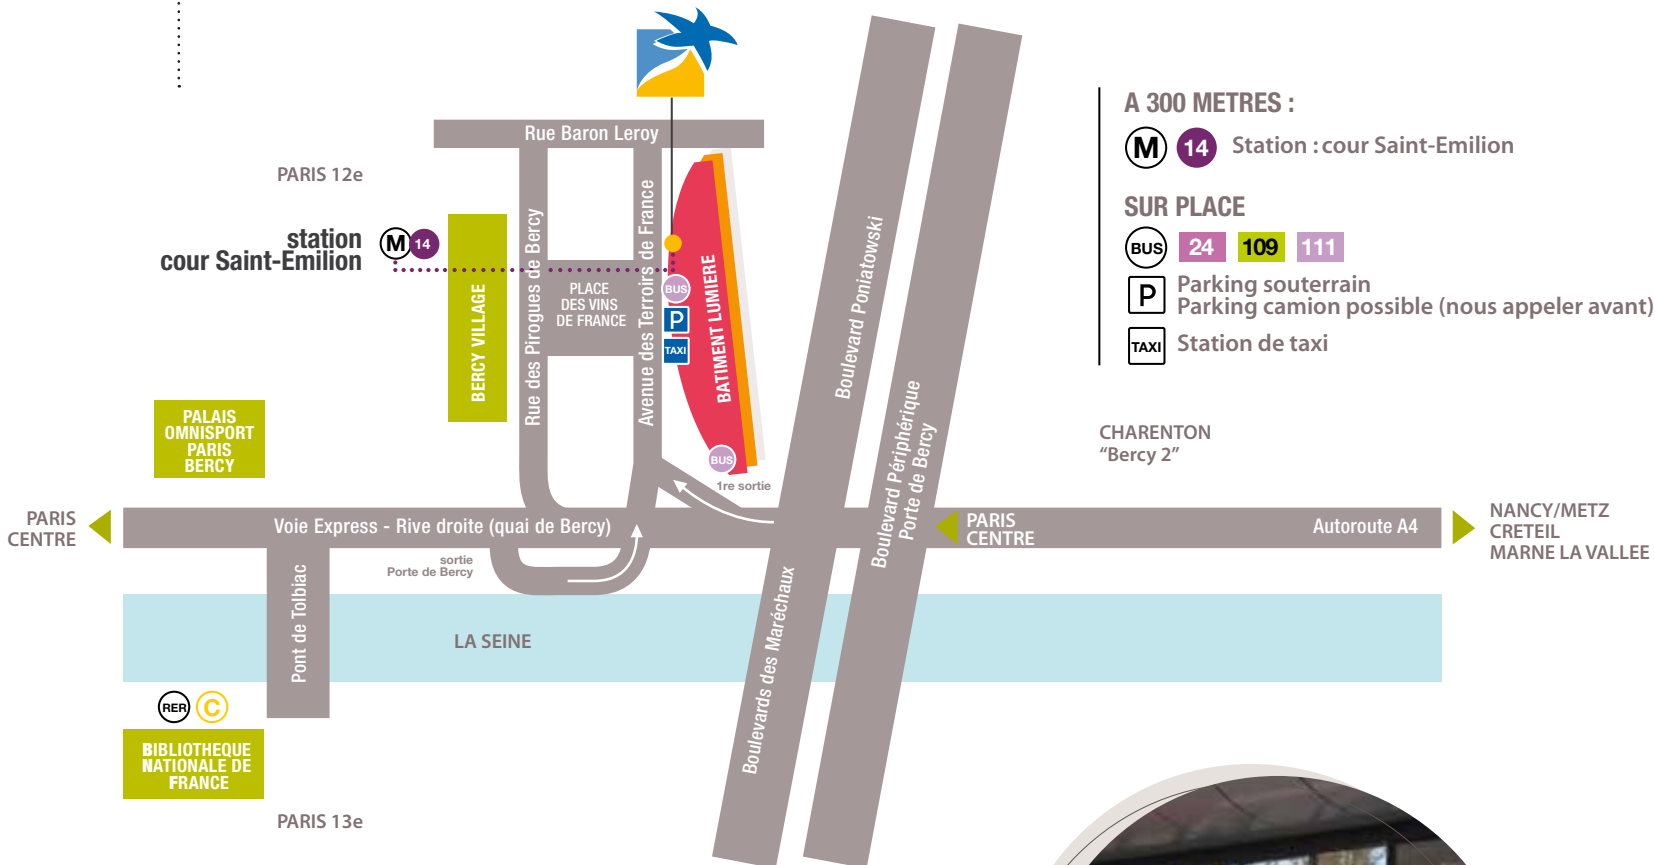 Rue Baron Leroy
PARIS 12e
station
cour Saint-Emilion
M
14
BERCY VILLAGE
Rue des Pirogues de Bercy
PLACE
DES VINS
DE FRANCE
Avenue des Terroirs de France
BUS
P
TAXI
BATIMENT LUMIERE
BUS
1re sortie
Boulevard Poniatowski
Boulevard Périphérique
Porte de Bercy
A 300 METRES :
M 14 Station : cour Saint-Emilion
SUR PLACE
BUS 24 109 111
P Parking souterrain
Parking camion possible (nous appeler avant)
TAXI Station de taxi
CHARENTON
"Bercy 2"
PALAIS
OMNISPORT
PARIS
BERCY
PARIS
CENTRE
Voie Express - Rive droite (quai de Bercy)
sortie
Porte de Bercy
PARIS
CENTRE
Autoroute A4
NANCY/METZ
CRETEIL
MARNE LA VALLEE
Pont de Tolbiac
LA SEINE
Boulevards des Maréchaux
RER C
BIBLIOTHEQUE
NATIONALE DE
FRANCE
PARIS 13e